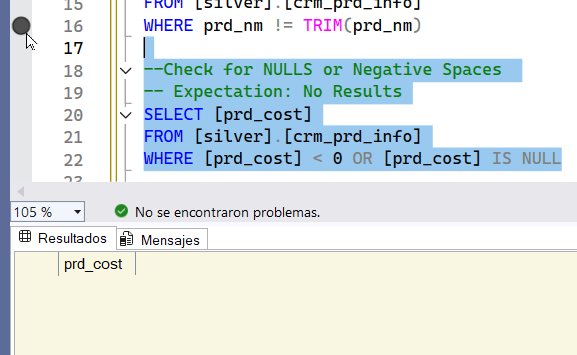 15 FROM [silver].[crm_prd_info]
16 WHERE prd_nm != TRIM(prd_nm)
17
18 --Check for NULLS or Negative Spaces
19 -- Expectation: No Results
20 SELECT [prd_cost]
21 FROM [silver].[crm_prd_info]
22 WHERE [prd_cost] < 0 OR [prd_cost] IS NULL
23
105 % No se encontraron problemas.
Resultados Mensajes
prd_cost